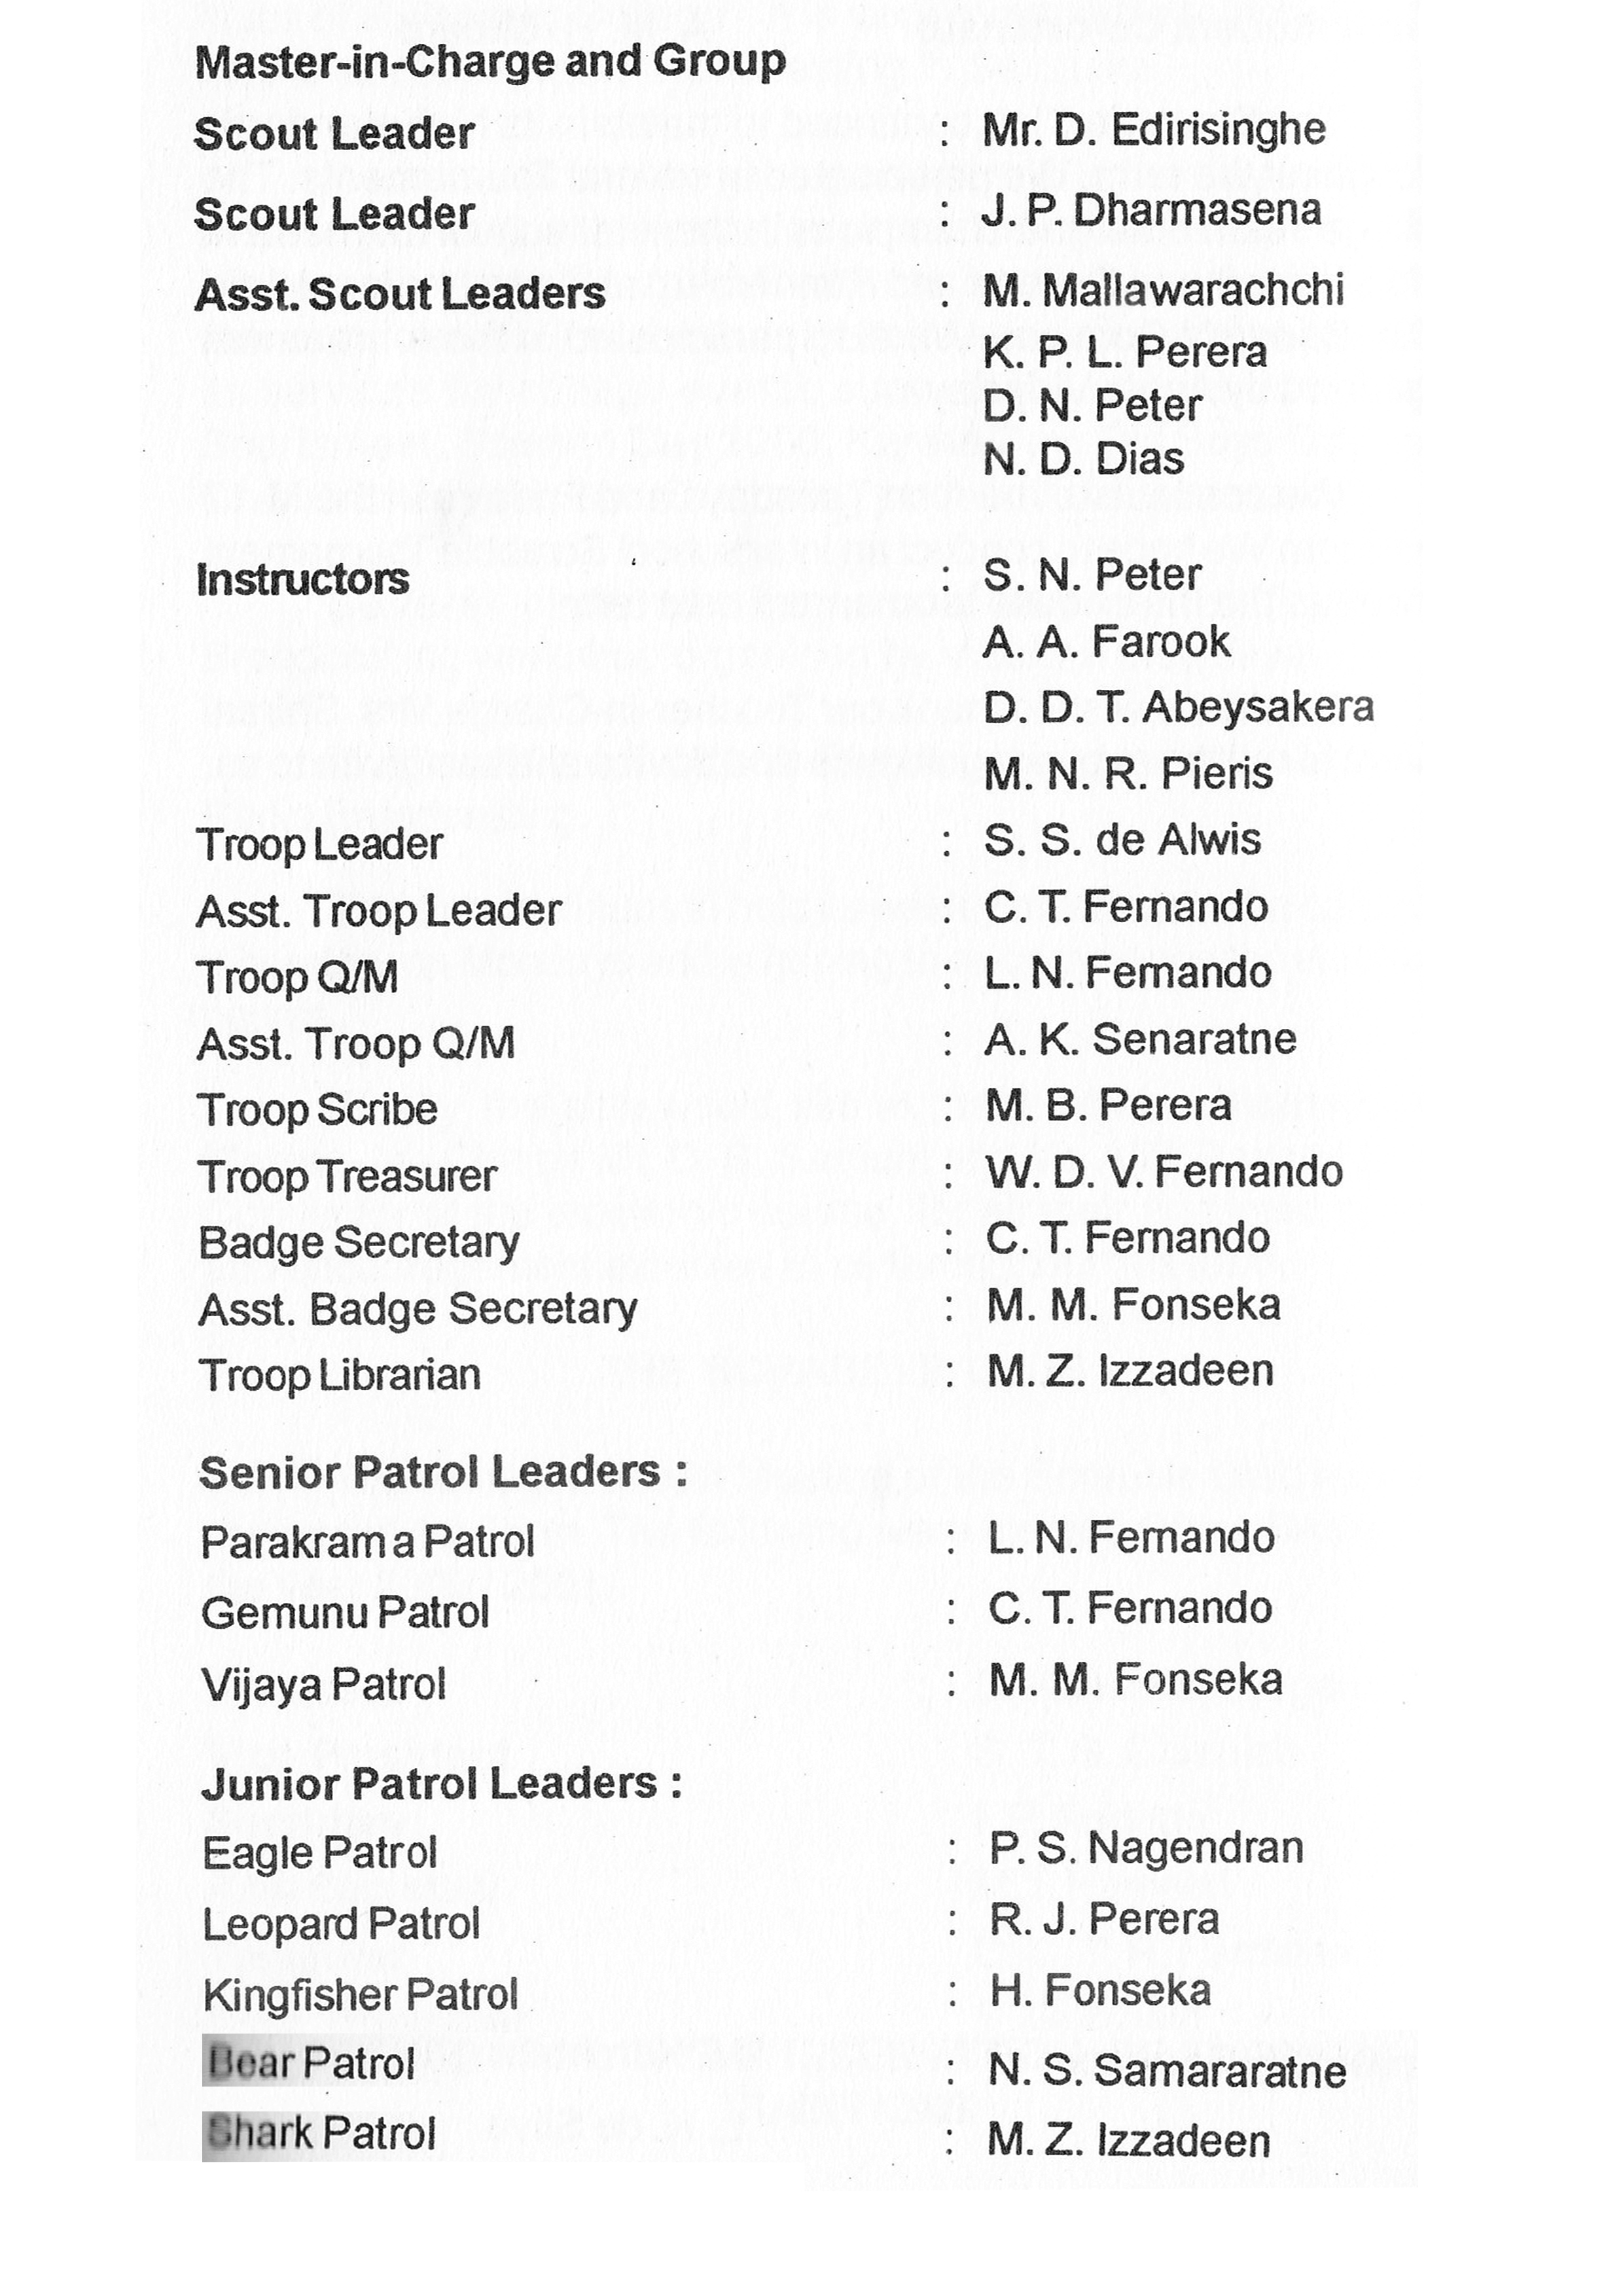 Master-in-Charge and Group
Scout Leader : Mr. D. Edirisinghe
Scout Leader : J. P. Dharmasena
Asst. Scout Leaders : M. Mallawarachchi
K. P. L. Perera
D. N. Peter
N. D. Dias
Instructors : S. N. Peter
A. A. Farook
D. D. T. Abeysakera
M. N. R. Pieris
Troop Leader : S. S. de Alwis
Asst. Troop Leader : C. T. Fernando
Troop Q/M : L. N. Fernando
Asst. Troop Q/M : A. K. Senaratne
Troop Scribe : M. B. Perera
Troop Treasurer : W. D. V. Fernando
Badge Secretary : C. T. Fernando
Asst. Badge Secretary : M. M. Fonseka
Troop Librarian : M. Z. Izzadeen
Senior Patrol Leaders :
Parakrama Patrol : L. N. Fernando
Gemunu Patrol : C. T. Fernando
Vijaya Patrol : M. M. Fonseka
Junior Patrol Leaders :
Eagle Patrol : P. S. Nagendran
Leopard Patrol : R. J. Perera
Kingfisher Patrol : H. Fonseka
Bear Patrol : N. S. Samararatne
Shark Patrol : M. Z. Izzadeen